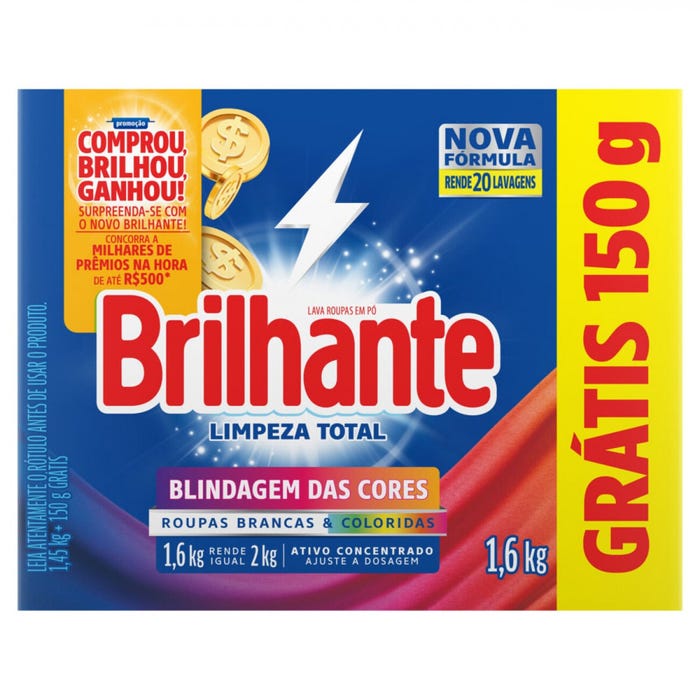 promoção
COMPROU,
BRILHOU,
GANHOU!
SURPREENDA-SE COM
O NOVO BRILHANTE!
CONCORRA A
MILHARES DE
PRÊMIOS NA HORA
DE ATÉ R$500*
NOVA
FÓRMULA
RENDE 20 LAVAGENS
LAVA ROUPAS EM PÓ
Brilhante
LIMPEZA TOTAL
BLINDAGEM DAS CORES
ROUPAS BRANCAS & COLORIDAS
1,6 kg RENDE IGUAL 2 kg | ATIVO CONCENTRADO
AJUSTE A DOSAGEM
1,6 kg
GRÁTIS 150 g
LEIA ATENTAMENTE O RÓTULO ANTES DE USAR O PRODUTO.
1,45 kg + 150 g GRÁTIS